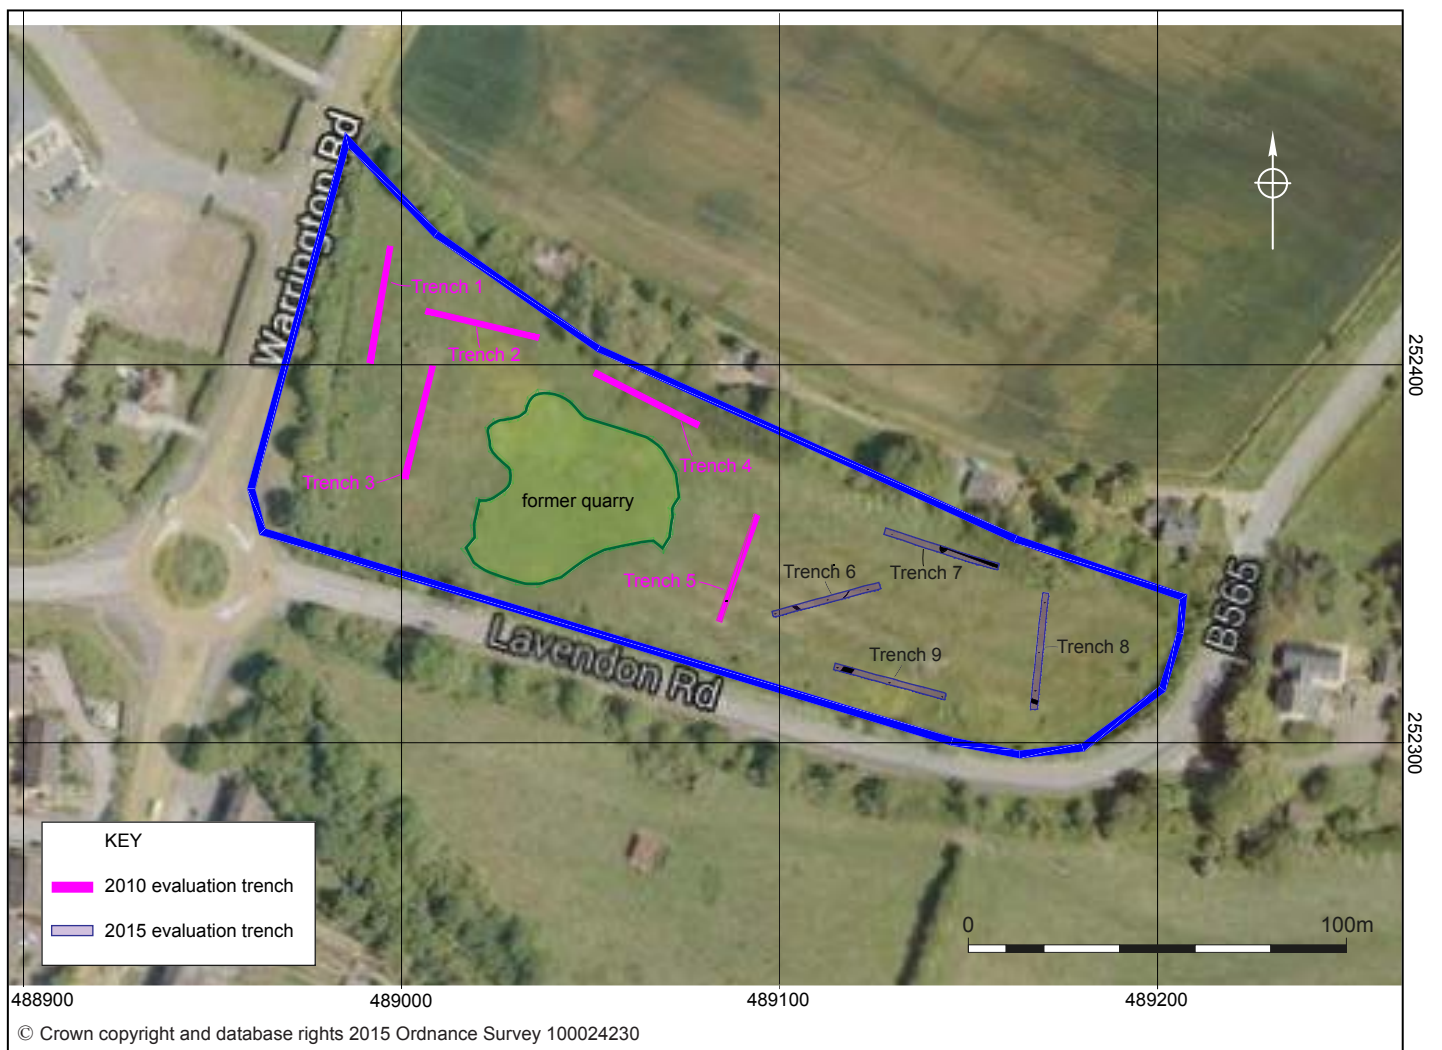 Warrington Rd
Trench 1
Trench 2
252400
Trench 4
Trench 3
former quarry
Trench 5
Trench 6
Trench 7
B565
Lavendon Rd
Trench 9
Trench 8
252300
KEY
2010 evaluation trench
2015 evaluation trench
0 100m
488900 489000 489100 489200
© Crown copyright and database rights 2015 Ordnance Survey 100024230